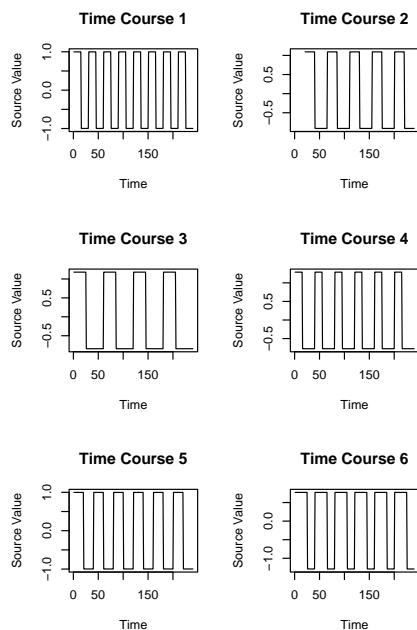 Time Course 1
Source Value
1.0
0.0
−1.0
0
50
150
Time
Time Course 2
Source Value
0.5
−0.5
0
50
150
Time
Time Course 3
Source Value
0.5
−0.5
0
50
150
Time
Time Course 4
Source Value
0.5
−0.5
0
50
150
Time
Time Course 5
Source Value
1.0
0.0
−1.0
0
50
150
Time
Time Course 6
Source Value
0.0
−1.0
0
50
150
Time